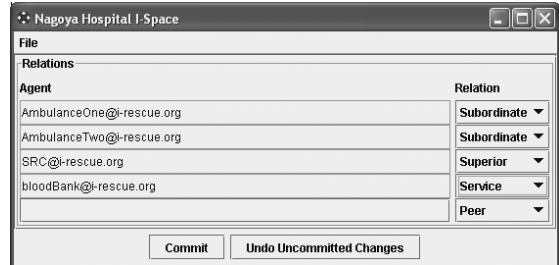 Nagoya Hospital I-Space
File
Relations
Agent Relation
AmbulanceOne@i-rescue.org Subordinate
AmbulanceTwo@i-rescue.org Subordinate
SRC@i-rescue.org Superior
bloodBank@i-rescue.org Service
Peer
Commit Undo Uncommitted Changes